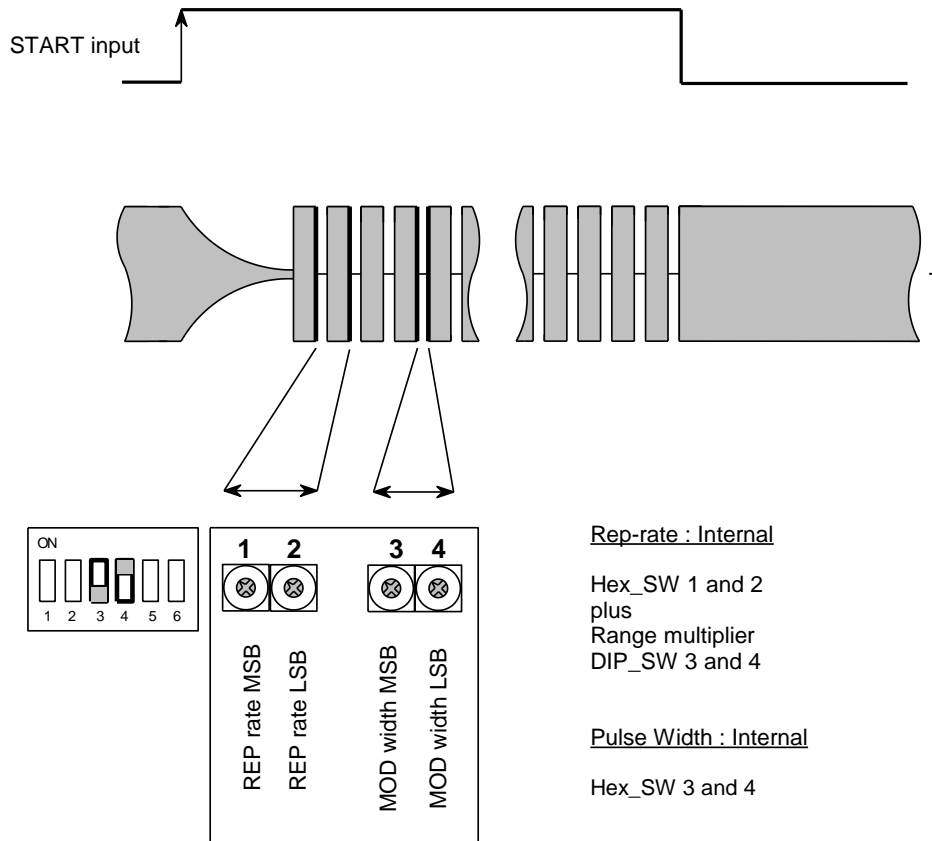 START input
ON
1 2 3 4 5 6
1 2 3 4
REP rate MSB
REP rate LSB
MOD width MSB
MOD width LSB
Rep-rate : Internal
Hex_SW 1 and 2
plus
Range multiplier
DIP_SW 3 and 4
Pulse Width : Internal
Hex_SW 3 and 4